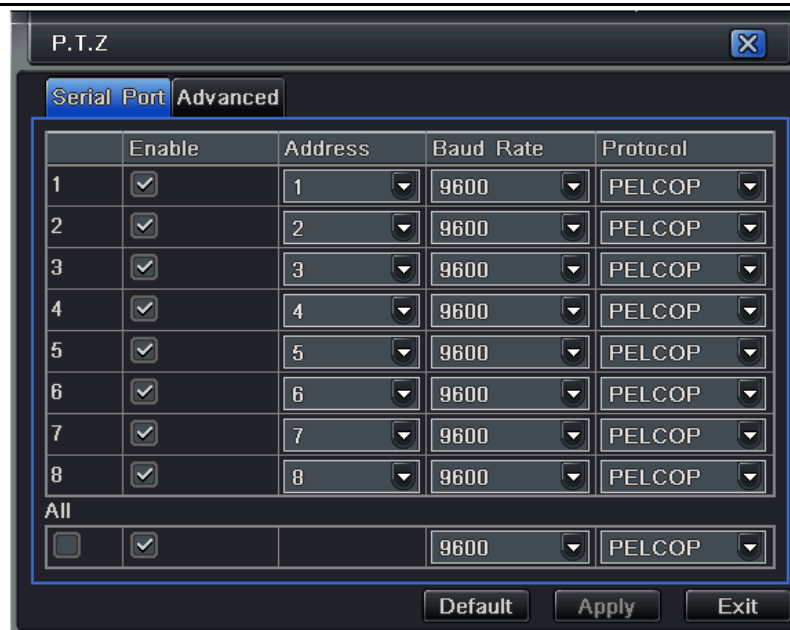 P.T.Z
Serial Port Advanced
Enable Address Baud Rate Protocol
1 1 9600 PELCOP
2 2 9600 PELCOP
3 3 9600 PELCOP
4 4 9600 PELCOP
5 5 9600 PELCOP
6 6 9600 PELCOP
7 7 9600 PELCOP
8 8 9600 PELCOP
All
9600 PELCOP
Default Apply Exit